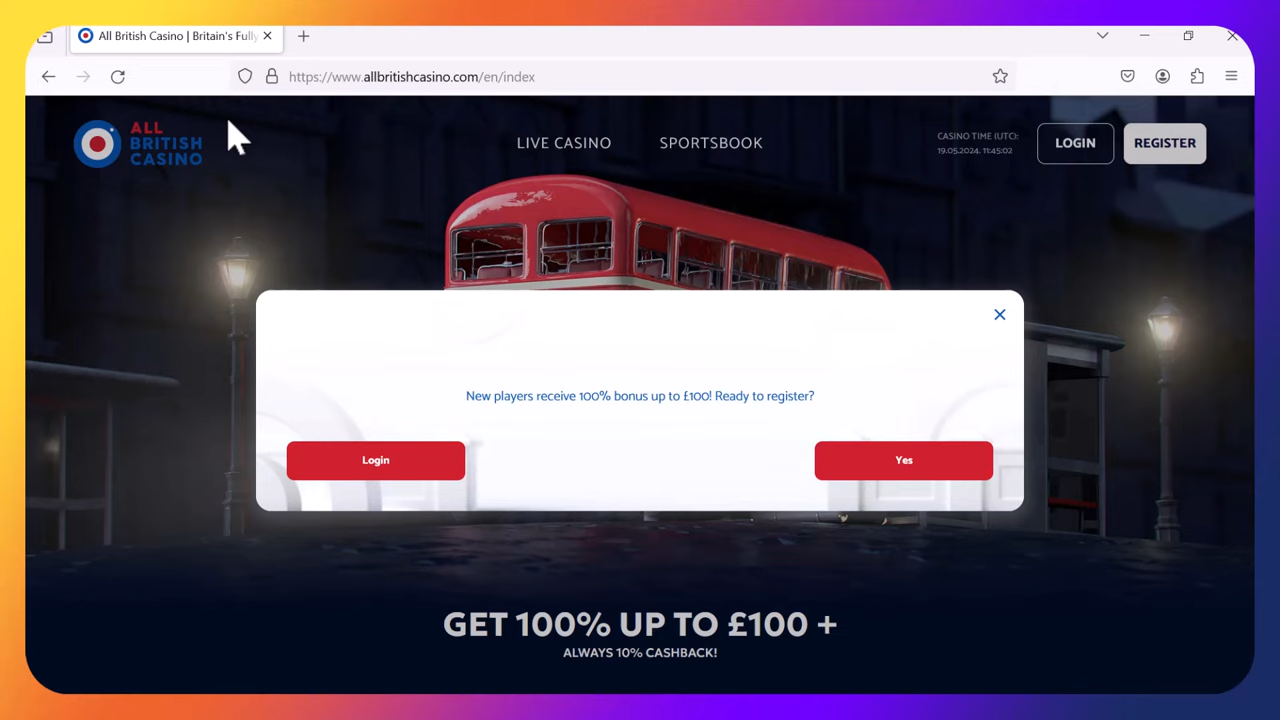 All British Casino | Britain's Fully
https://www.allbritishcasino.com/en/index
ALL
BRITISH
CASINO
LIVE CASINO
SPORTSBOOK
CASINO TIME (UTC):
19.05.2024, 11:45:02
LOGIN
REGISTER
New players receive 100% bonus up to £100! Ready to register?
Login
Yes
GET 100% UP TO £100 +
ALWAYS 10% CASHBACK!